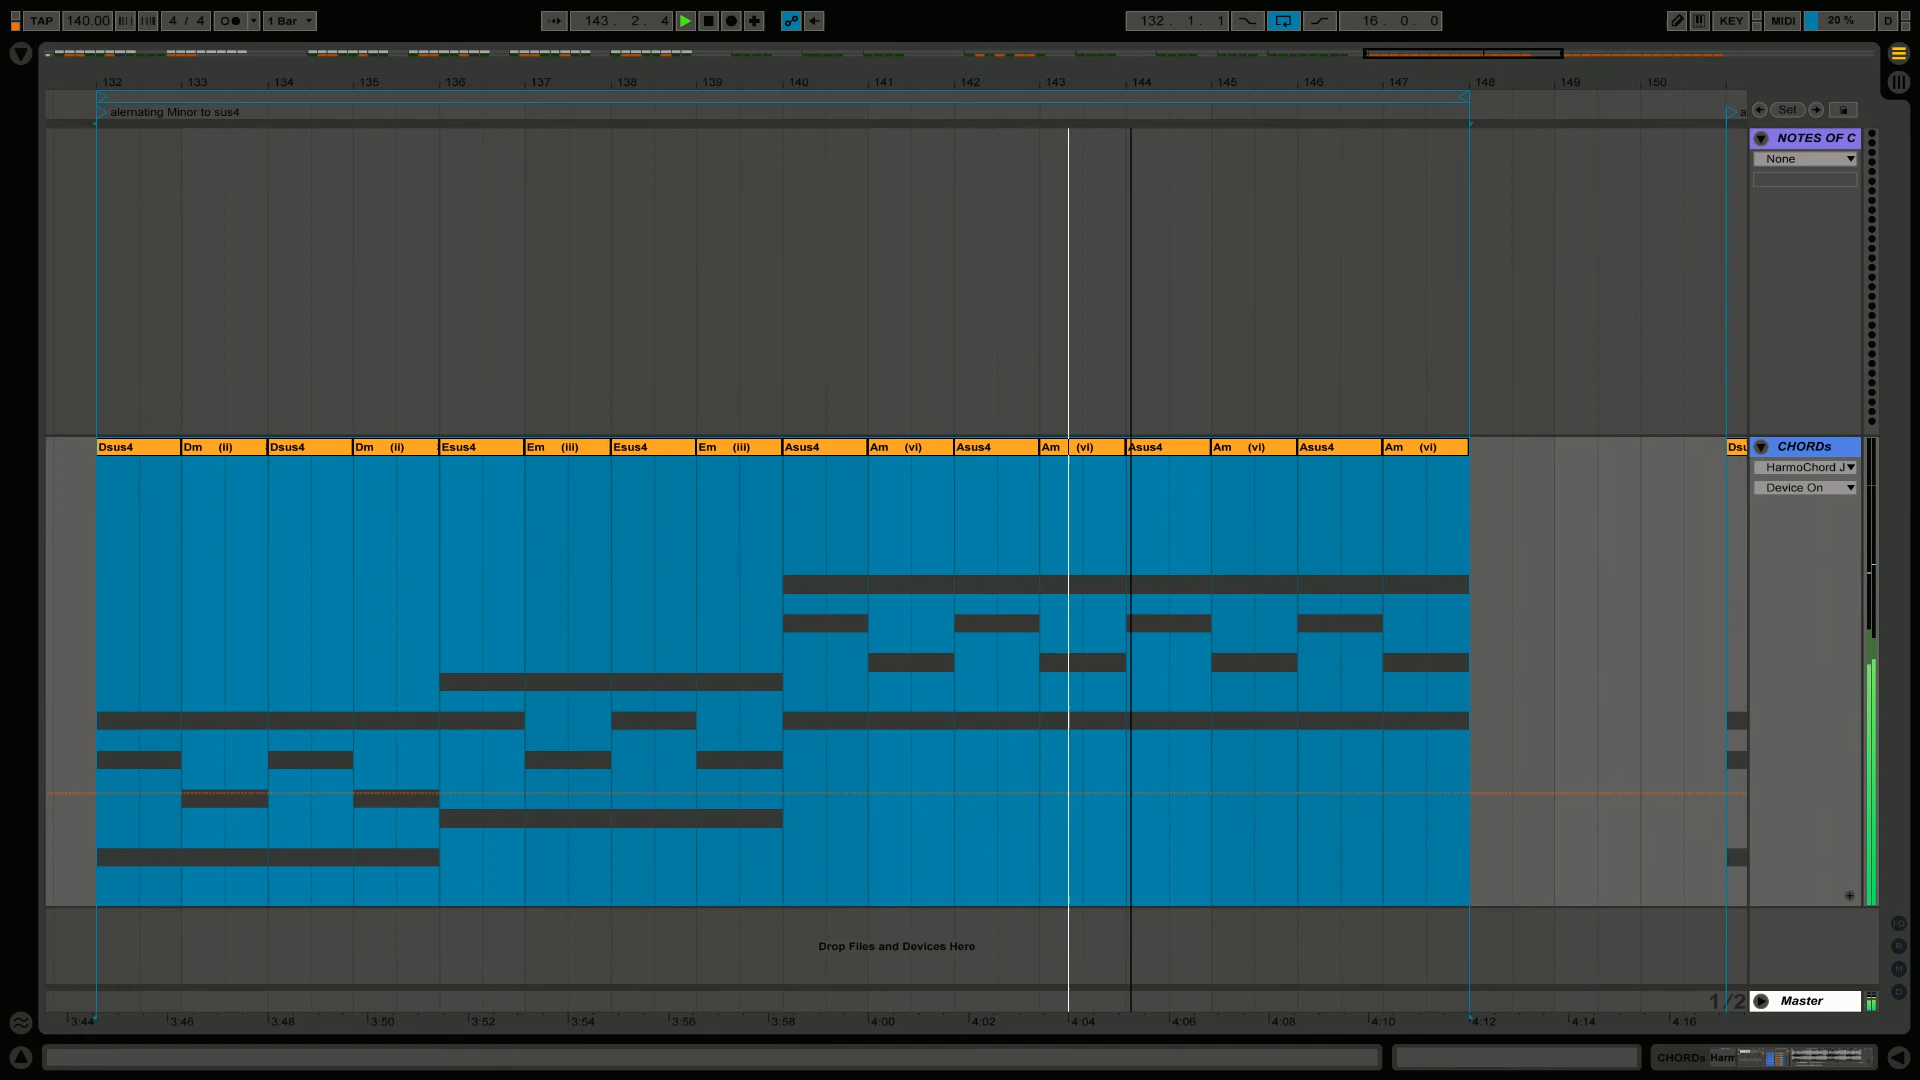 TAP 140.00 4 / 4 1 Bar 143 . 2 . 4 132 . 1 . 1 16 . 0 . 0 KEY MIDI 20 % D
132 133 134 135 136 137 138 139 140 141 142 143 144 145 146 147 148 149 150
alernating Minor to sus4 a Set
NOTES OF C
None
Dsus4 Dm (ii) Dsus4 Dm (ii) Esus4 Em (iii) Esus4 Em (iii) Asus4 Am (vi) Asus4 Am (vi) Asus4 Am (vi) Asus4 Am (vi) Dsu CHORDs
HarmoChord J
Device On
Drop Files and Devices Here
1/2 Master
3:44 3:46 3:48 3:50 3:52 3:54 3:56 3:58 4:00 4:02 4:04 4:06 4:08 4:10 4:12 4:14 4:16
CHORDs Harm